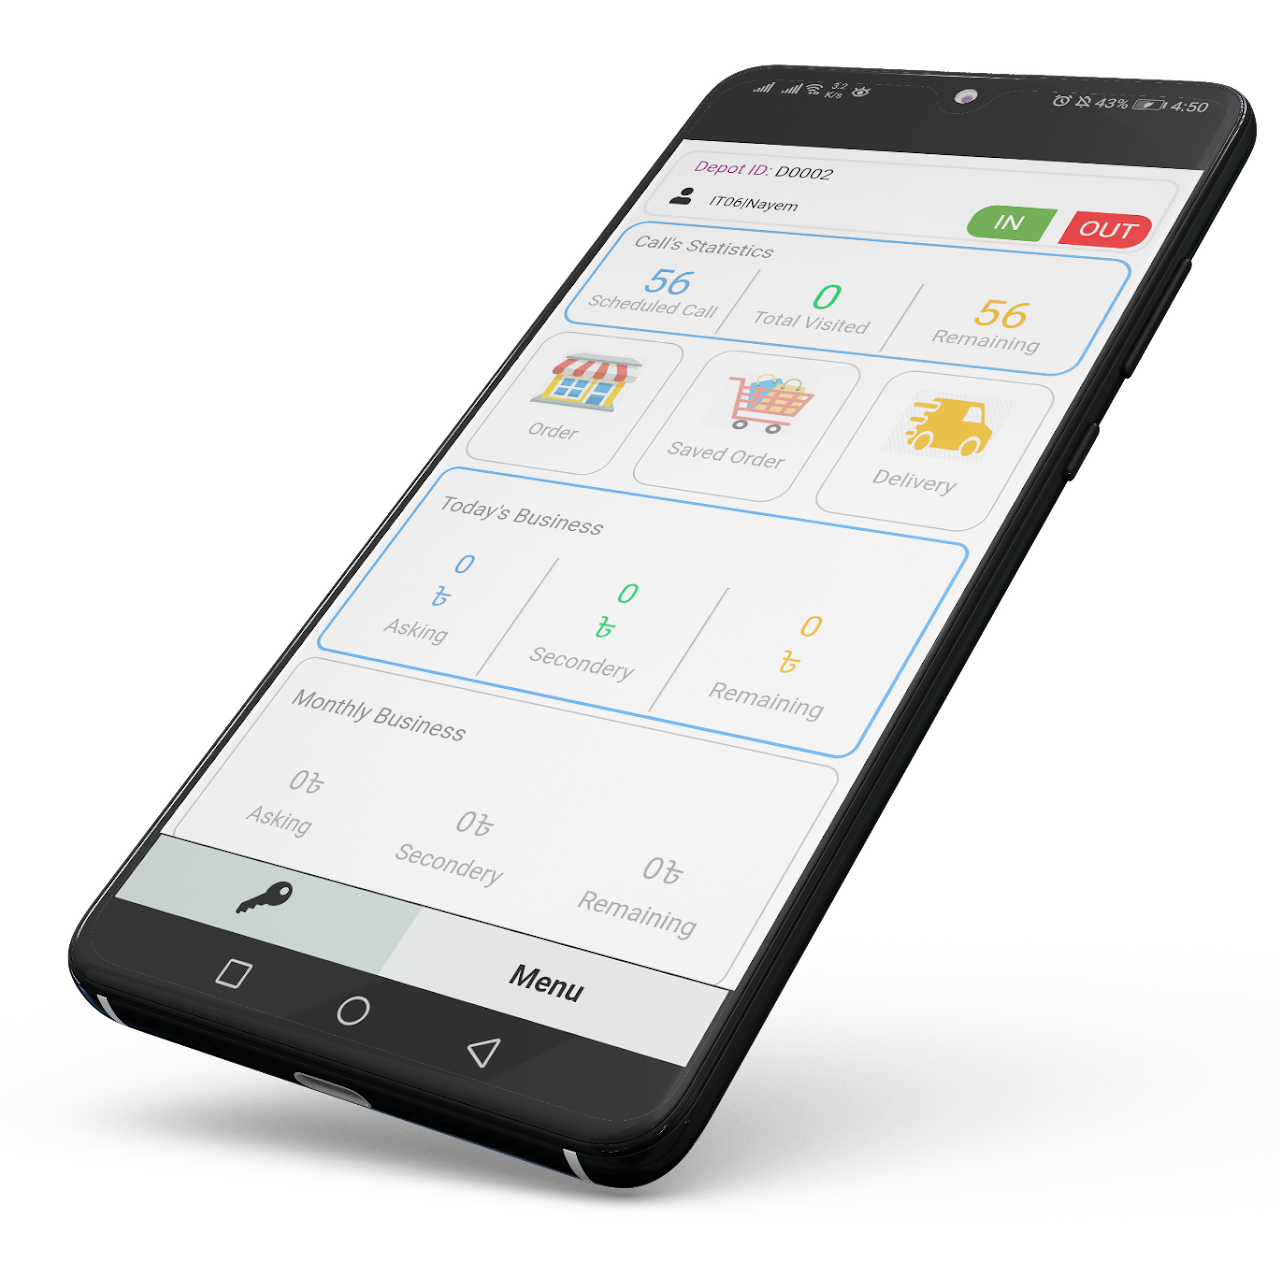 3.2
K/s
43% 4:50
Depot ID: D0002
IT06|Nayem
IN OUT
Call's Statistics
56 0 56
Scheduled Call Total Visited Remaining
Order Saved Order Delivery
Today's Business
0 0 0
৳ ৳ ৳
Asking Secondery Remaining
Monthly Business
0৳ 0৳ 0৳
Asking Secondery Remaining
Menu